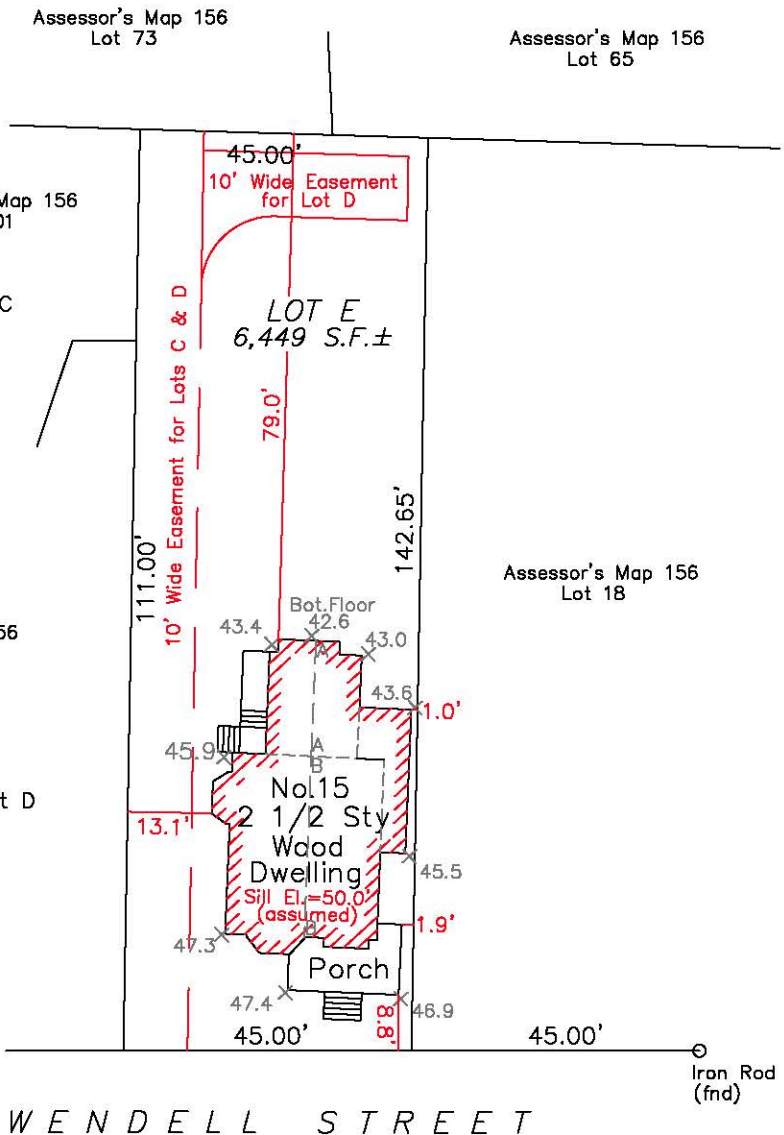 Assessor's Map 156
Lot 73
Assessor's Map 156
Lot 65
45.00'
10' Wide Easement
for Lot D
Map 156
01
C
LOT E
6,449 S.F.±
10' Wide Easement for Lots C & D
79.0'
111.00'
142.65'
Assessor's Map 156
Lot 18
56
Bot.Floor
43.4
42.6
43.0
A
43.6
1.0'
45.9
A
B
No.15
2 1/2 Sty
Wood
Dwelling
Sill El.=50.0'
(assumed)
t D
13.1'
45.5
1.9'
47.3
B
Porch
47.4
46.9
8.8'
45.00'
45.00'
Iron Rod
(fnd)
WENDELL STREET